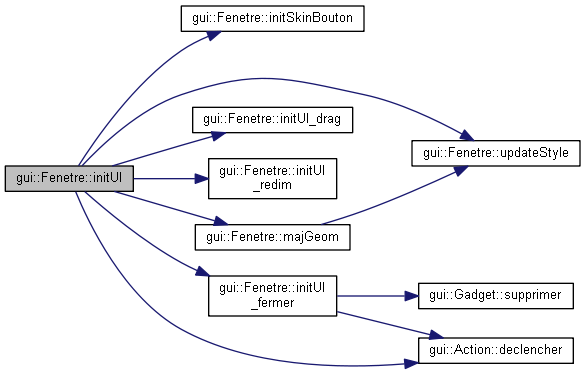 gui::Fenetre::initSkinBouton
gui::Fenetre::initUI_drag
gui::Fenetre::updateStyle
gui::Fenetre::initUI
gui::Fenetre::initUI
_redim
gui::Fenetre::majGeom
gui::Fenetre::initUI
_fermer
gui::Gadget::supprimer
gui::Action::declencher